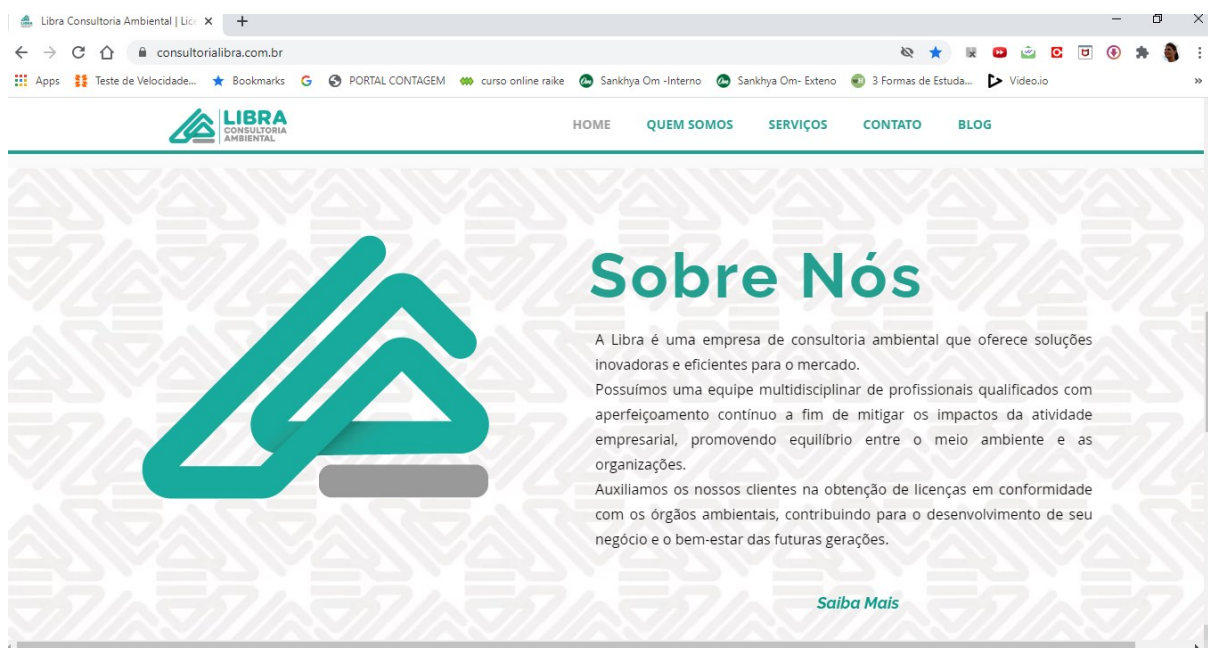 Libra Consultoria Ambiental | Lice
consultorialibra.com.br
Apps Teste de Velocidade... Bookmarks PORTAL CONTAGEM curso online raike Sankhya Om -Interno Sankhya Om- Exteno 3 Formas de Estuda... Video.io »
LIBRA
CONSULTORIA
AMBIENTAL
HOME QUEM SOMOS SERVIÇOS CONTATO BLOG
Sobre Nós
A Libra é uma empresa de consultoria ambiental que oferece soluções
inovadoras e eficientes para o mercado.
Possuímos uma equipe multidisciplinar de profissionais qualificados com
aperfeiçoamento contínuo a fim de mitigar os impactos da atividade
empresarial, promovendo equilíbrio entre o meio ambiente e as
organizações.
Auxiliamos os nossos clientes na obtenção de licenças em conformidade
com os órgãos ambientais, contribuindo para o desenvolvimento de seu
negócio e o bem-estar das futuras gerações.
Saiba Mais